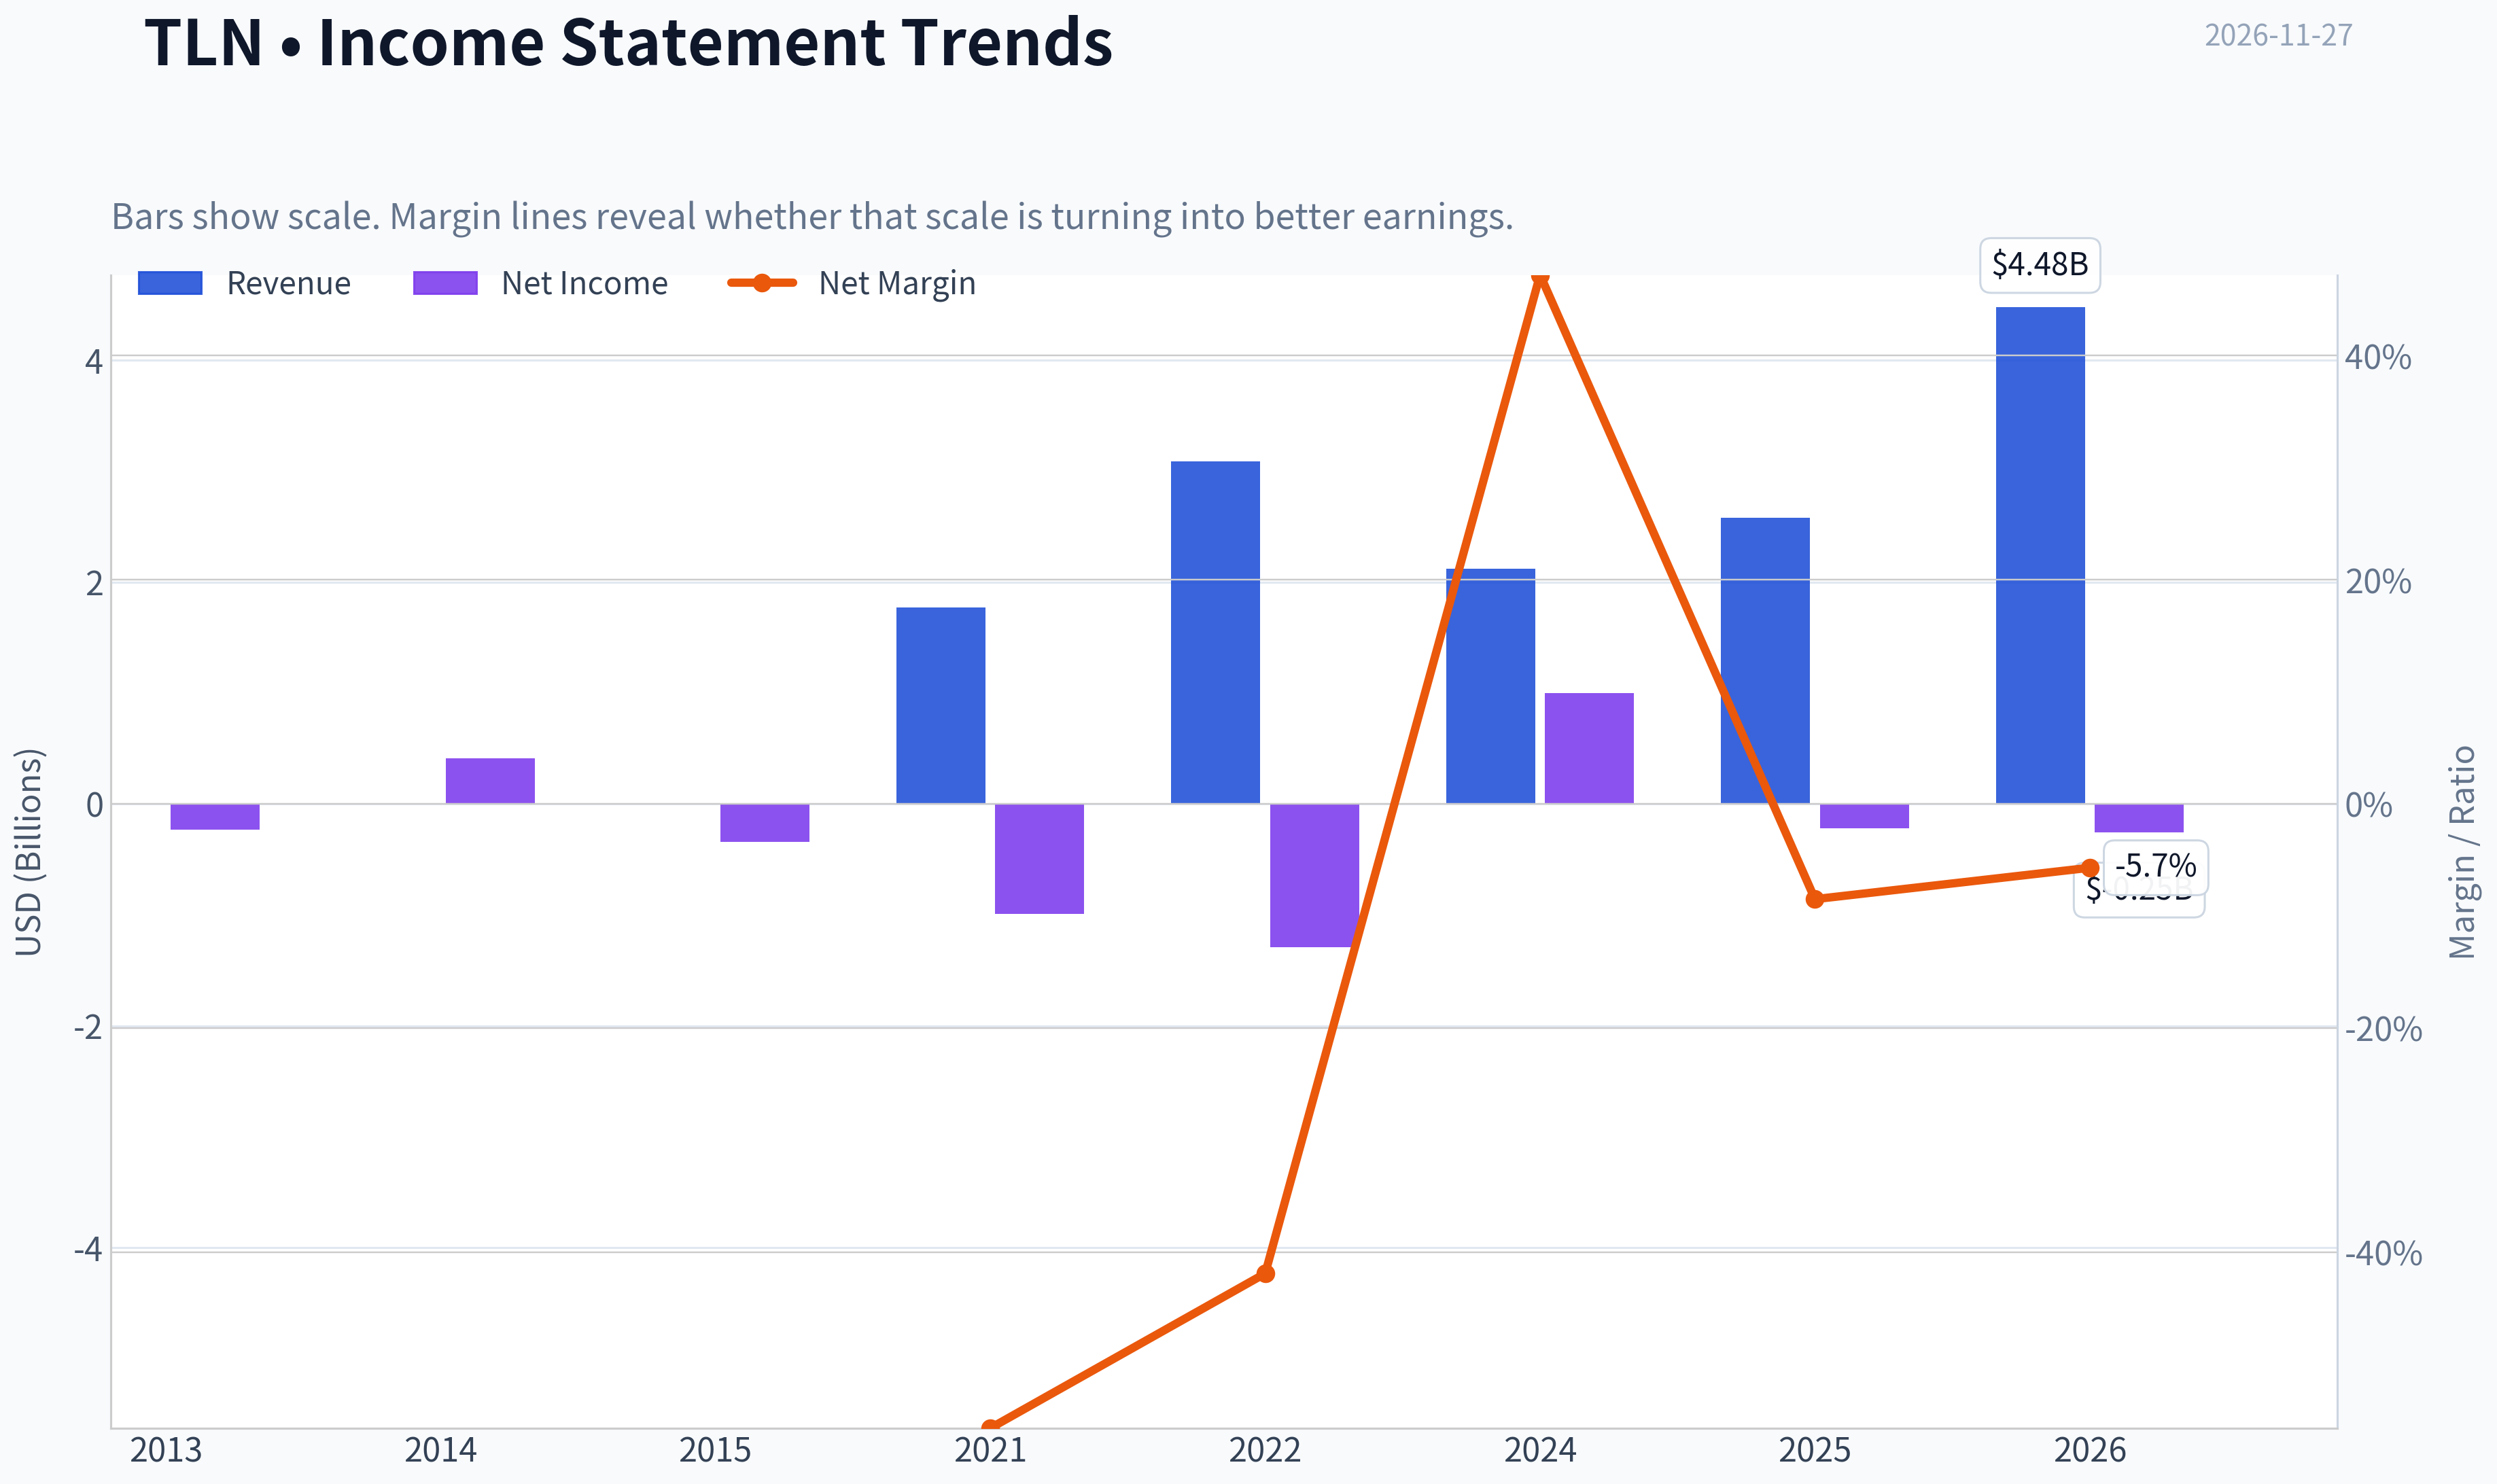 TLN • Income Statement Trends
2026-11-27
Bars show scale. Margin lines reveal whether that scale is turning into better earnings.
Revenue
Net Income
Net Margin
$4.48B
4
2
0
-2
-4
USD (Billions)
40%
20%
0%
-20%
-40%
Margin / Ratio
-5.7%
$-0.25B
2013
2014
2015
2021
2022
2024
2025
2026